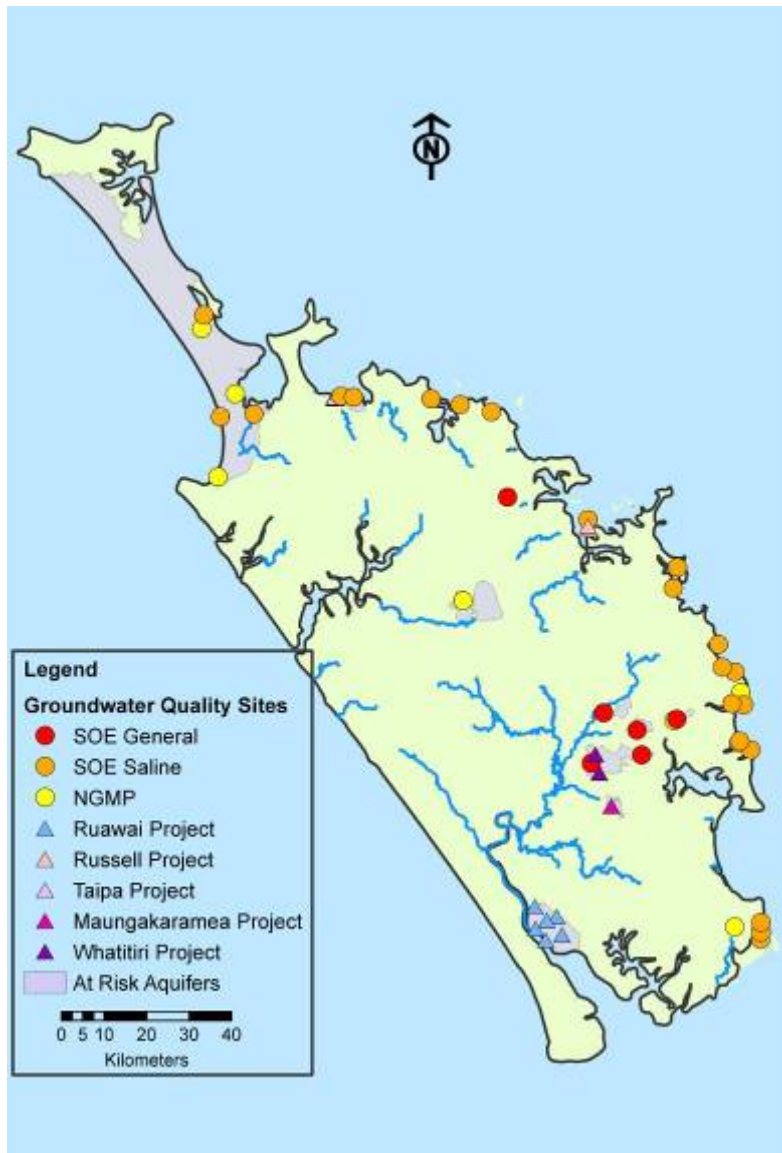 N
Legend
Groundwater Quality Sites
SOE General
SOE Saline
NGMP
Ruawai Project
Russell Project
Taipa Project
Maungakaramea Project
Whatitiri Project
At Risk Aquifers
0 5 10 20 30 40
Kilometers